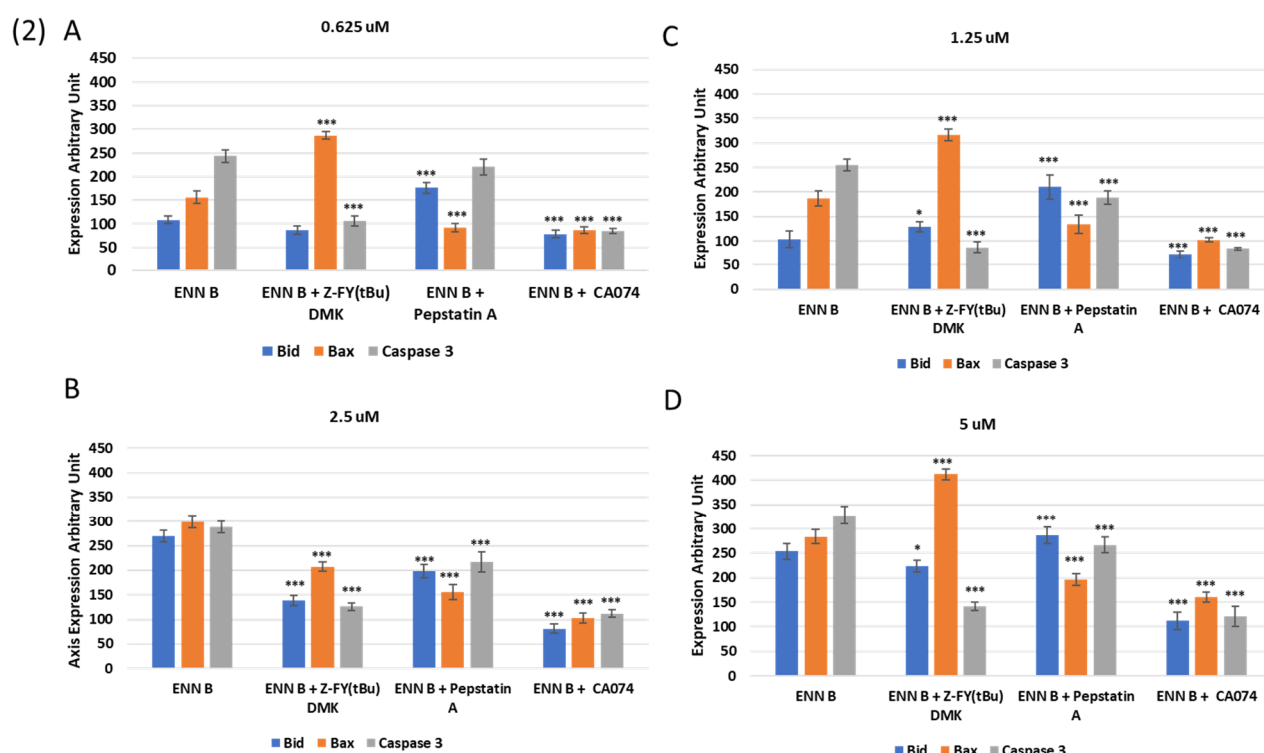 (2) A
0.625 uM
Expression Arbitrary Unit
450
400
350
300
250
200
150
100
50
0
***
***
***
***
*** *** ***
ENN B
ENN B + Z-FY(tBu)
DMK
ENN B +
Pepstatin A
ENN B + CA074
Bid Bax Caspase 3
C
1.25 uM
Expression Arbitrary Unit
450
400
350
300
250
200
150
100
50
0
*
***
***
***
***
***
*** *** ***
ENN B
ENN B + Z-FY(tBu)
DMK
ENN B + Pepstatin
A
ENN B + CA074
Bid Bax Caspase 3
B
2.5 uM
Axis Expression Arbitrary Unit
450
400
350
300
250
200
150
100
50
0
***
***
***
***
***
***
*** *** ***
ENN B
ENN B + Z-FY(tBu)
DMK
ENN B + Pepstatin
A
ENN B + CA074
Bid Bax Caspase 3
D
5 uM
Expression Arbitrary Unit
450
400
350
300
250
200
150
100
50
0
*
***
***
***
***
***
*** *** ***
ENN B
ENN B + Z-FY(tBu)
DMK
ENN B + Pepstatin
A
ENN B + CA074
Bid Bax Caspase 3